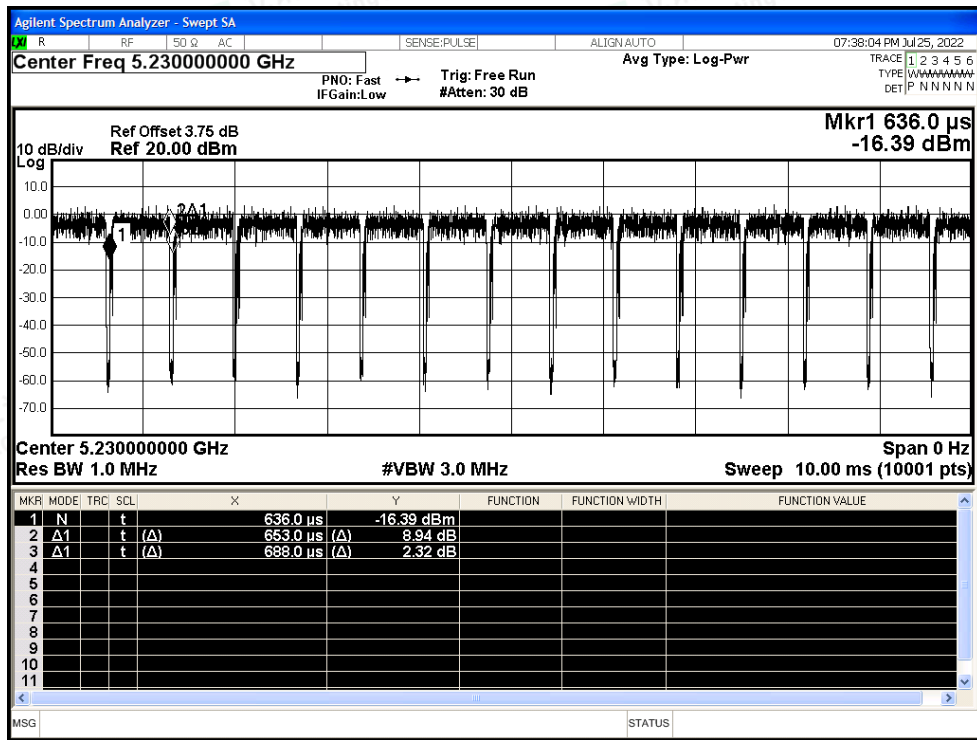 Agilent Spectrum Analyzer - Swept SA
LXI R RF 50 Ω AC SENSE:PULSE ALIGNAUTO 07:38:04 PM Jul 25, 2022
Center Freq 5.230000000 GHz Avg Type: Log-Pwr TRACE 1 2 3 4 5 6
PNO: Fast Trig: Free Run TYPE
IFGain:Low #Atten: 30 dB DET P N N N N N
Mkr1 636.0 µs
Ref Offset 3.75 dB
10 dB/div Ref 20.00 dBm -16.39 dBm
Log
10.0
0.00
2Δ1
1
-10.0
-20.0
-30.0
-40.0
-50.0
-60.0
-70.0
Center 5.230000000 GHz Span 0 Hz
Res BW 1.0 MHz #VBW 3.0 MHz Sweep 10.00 ms (10001 pts)
MKR MODE TRC SCL X Y FUNCTION FUNCTION WIDTH FUNCTION VALUE
1 N t 636.0 µs -16.39 dBm
2 Δ1 t (Δ) 653.0 µs (Δ) 8.94 dB
3 Δ1 t (Δ) 688.0 µs (Δ) 2.32 dB
4
5
6
7
8
9
10
11
MSG STATUS